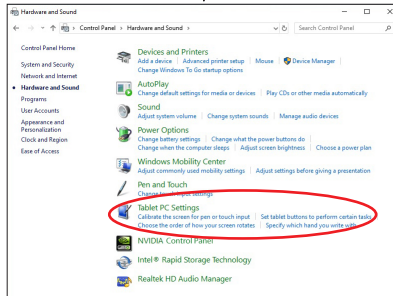 Hardware and Sound
Control Panel > Hardware and Sound >
Search Control Panel
Control Panel Home
System and Security
Network and Internet
Hardware and Sound
Programs
User Accounts
Appearance and
Personalization
Clock and Region
Ease of Access
Devices and Printers
Add a device | Advanced printer setup | Mouse | Device Manager |
Change Windows To Go startup options
AutoPlay
Change default settings for media or devices | Play CDs or other media automatically
Sound
Adjust system volume | Change system sounds | Manage audio devices
Power Options
Change battery settings | Change what the power buttons do |
Change when the computer sleeps | Adjust screen brightness | Choose a power plan
Windows Mobility Center
Adjust commonly used mobility settings | Adjust settings before giving a presentation
Pen and Touch
Change touch input settings
Tablet PC Settings
Calibrate the screen for pen or touch input | Set tablet buttons to perform certain tasks
Choose the order of how your screen rotates | Specify which hand you write with
NVIDIA Control Panel
Intel® Rapid Storage Technology
Realtek HD Audio Manager